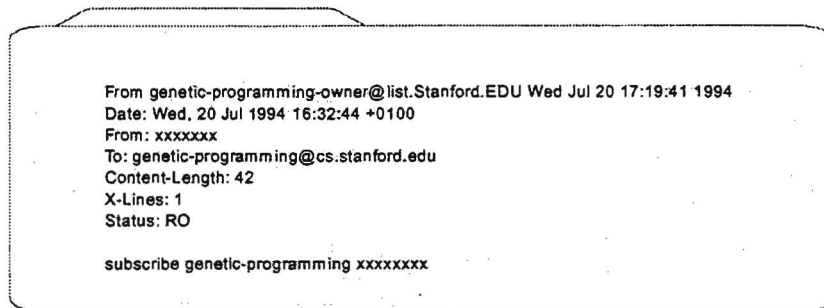 From genetic-programming-owner@list.Stanford.EDU Wed Jul 20 17:19:41 1994
Date: Wed, 20 Jul 1994 16:32:44 +0100
From: xxxxxxx
To: genetic-programming@cs.stanford.edu
Content-Length: 42
X-Lines: 1
Status: RO
subscribe genetic-programming xxxxxxxx